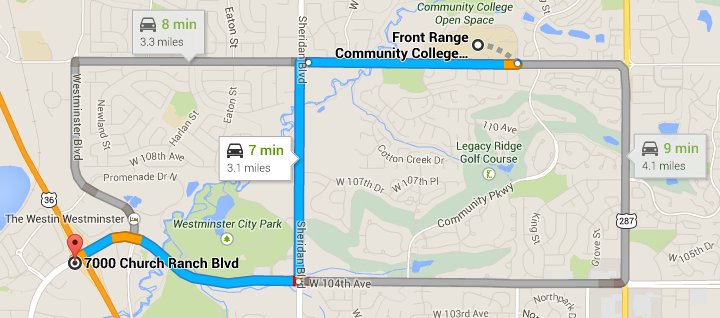 Community College
Open Space
Eaton St
8 min
3.3 miles
Sheridan Blvd
Front Range
Community College...
Westminster Blvd
Newland St
Harlan St
Eaton St
110 Ave
7 min
3.1 miles
Cotton Creek Dr
Legacy Ridge
Golf Course
9 min
4.1 miles
W 108th Ave
Promenade Dr N
W 107th Dr
W 107th Pl
36
The Westin Westminster
Westminster City Park
Sheridan Blvd
Community Pkwy
King St
287
Grove St
W 105th Dr
7000 Church Ranch Blvd
W 104th Ave
Northpark
W 103rd Ave